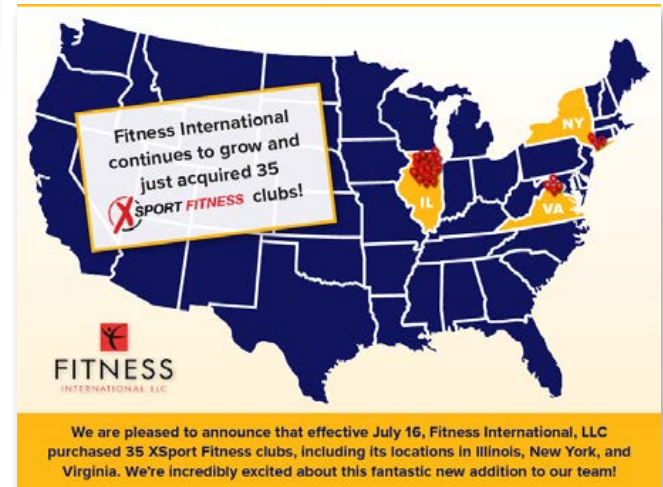 Fitness International
continues to grow and
just acquired 35
XSPORT FITNESS clubs!
NY
IL
VA
FITNESS
INTERNATIONAL LLC
We are pleased to announce that effective July 16, Fitness International, LLC
purchased 35 XSport Fitness clubs, including its locations in Illinois, New York, and
Virginia. We're incredibly excited about this fantastic new addition to our team!